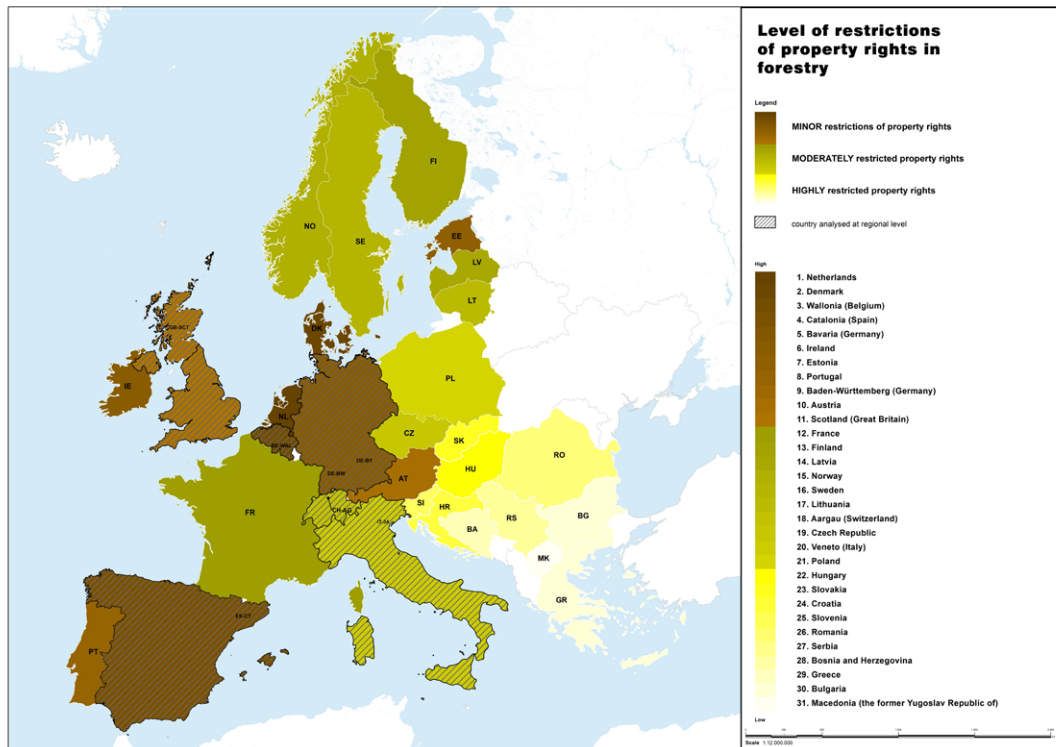 Level of restrictions
of property rights in
forestry
Legend
MINOR restrictions of property rights
MODERATELY restricted property rights
HIGHLY restricted property rights
country analysed at regional level
High
1. Netherlands
2. Denmark
3. Wallonia (Belgium)
4. Catalonia (Spain)
5. Bavaria (Germany)
6. Ireland
7. Estonia
8. Portugal
9. Baden-Württemberg (Germany)
10. Austria
11. Scotland (Great Britain)
12. France
13. Finland
14. Latvia
15. Norway
16. Sweden
17. Lithuania
18. Aargau (Switzerland)
19. Czech Republic
20. Veneto (Italy)
21. Poland
22. Hungary
23. Slovakia
24. Croatia
25. Slovenia
26. Romania
27. Serbia
28. Bosnia and Herzegovina
29. Greece
30. Bulgaria
31. Macedonia (the former Yugoslav Republic of)
Low
Scale 1:12.000.000
FI
NO
SE
EE
LV
LT
DK
IE
NL
PL
DE-BY
DE-BW
CZ
SK
AT
HU
RO
FR
SI
HR
BA
RS
BG
MK
GR
ES-CT
PT